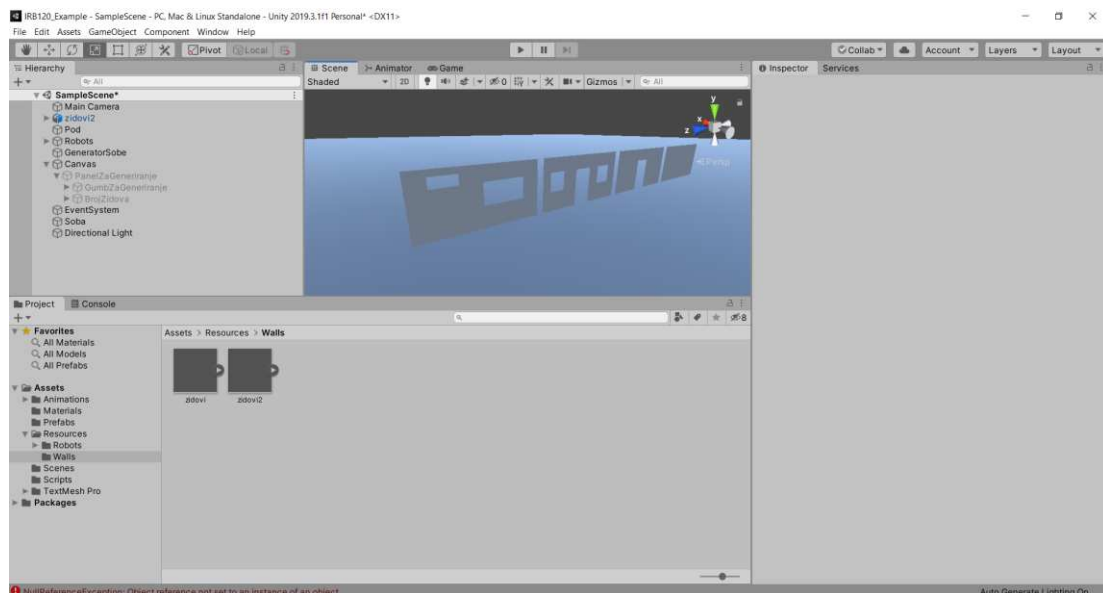 IRB120_Example - SampleScene - PC, Mac & Linux Standalone - Unity 2019.3.1f1 Personal* <DX11>
File Edit Assets GameObject Component Window Help
Pivot Local Collab Account Layers Layout
Hierarchy
All
SampleScene*
Main Camera
zidovi2
Pod
Robots
GeneratorSobe
Canvas
PanelZaGeneriranje
GumbiZaGeneriranje
BrojZidova
EventSystem
Soba
Directional Light
Scene Animator Game
Shaded 2D 0 Gizmos All
y
x
z
Persp
Inspector Services
Project Console
8
Favorites
All Materials
All Models
All Prefabs
Assets
Animations
Materials
Prefabs
Resources
Robots
Walls
Scenes
Scripts
TextMesh Pro
Packages
Assets > Resources > Walls
zidovi zidovi2
NullReferenceException: Object reference not set to an instance of an object
Auto Generate Lighting On